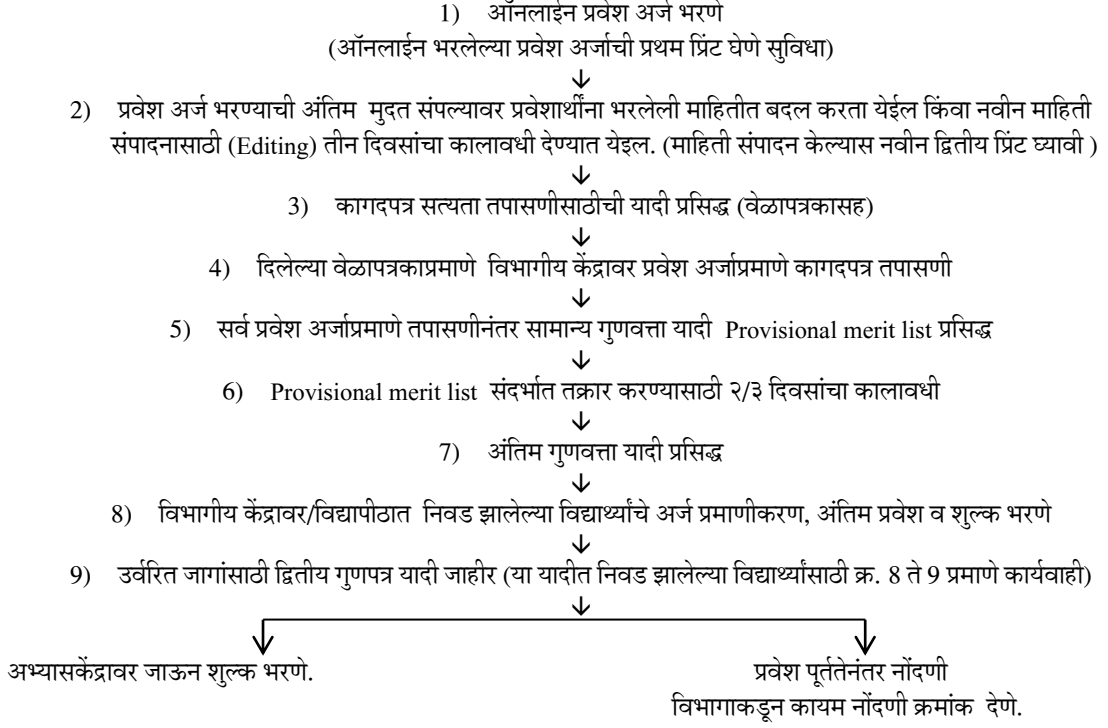 1) ऑनलाईन प्रवेश अर्ज भरणे
(ऑनलाईन भरलेल्या प्रवेश अर्जाची प्रथम प्रिंट घेणे सुविधा)
2) प्रवेश अर्ज भरण्याची अंतिम मुदत संपल्यावर प्रवेशार्थींना भरलेली माहितीत बदल करता येईल किंवा नवीन माहिती
संपादनासाठी (Editing) तीन दिवसांचा कालावधी देण्यात येइल. (माहिती संपादन केल्यास नवीन द्वितीय प्रिंट घ्यावी )
3) कागदपत्र सत्यता तपासणीसाठीची यादी प्रसिद्ध (वेळापत्रकासह)
4) दिलेल्या वेळापत्रकाप्रमाणे विभागीय केंद्रावर प्रवेश अर्जाप्रमाणे कागदपत्र तपासणी
5) सर्व प्रवेश अर्जाप्रमाणे तपासणीनंतर सामान्य गुणवत्ता यादी Provisional merit list प्रसिद्ध
6) Provisional merit list संदर्भात तक्रार करण्यासाठी २/३ दिवसांचा कालावधी
7) अंतिम गुणवत्ता यादी प्रसिद्ध
8) विभागीय केंद्रावर/विद्यापीठात निवड झालेल्या विद्यार्थ्यांचे अर्ज प्रमाणीकरण, अंतिम प्रवेश व शुल्क भरणे
9) उर्वरित जागांसाठी द्वितीय गुणपत्र यादी जाहीर (या यादीत निवड झालेल्या विद्यार्थ्यांसाठी क्र. 8 ते 9 प्रमाणे कार्यवाही)
अभ्यासकेंद्रावर जाऊन शुल्क भरणे.
प्रवेश पूर्ततेनंतर नोंदणी
विभागाकडून कायम नोंदणी क्रमांक देणे.